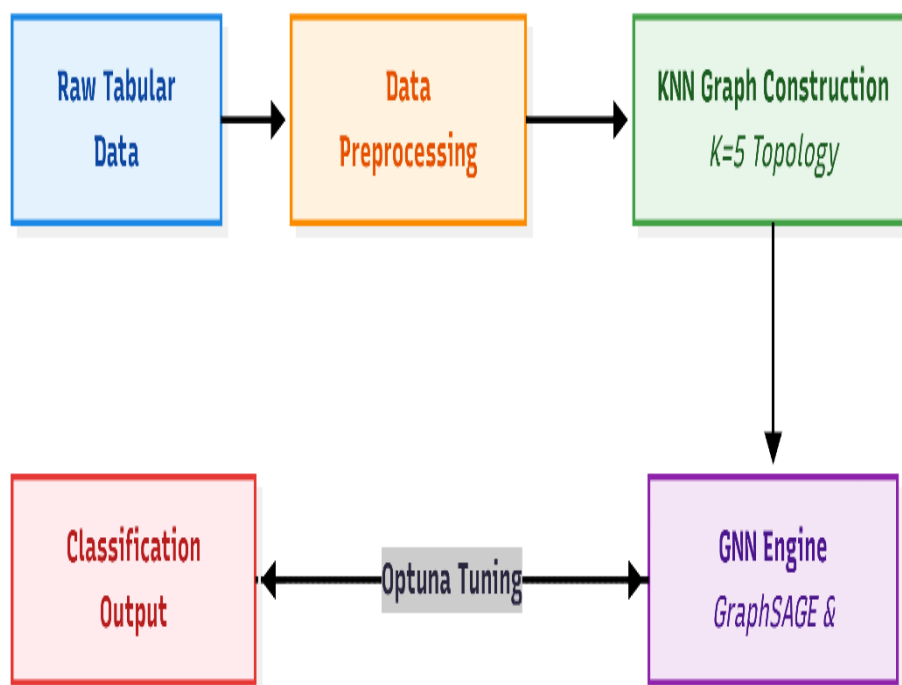 Raw Tabular
Data
Data
Preprocessing
KNN Graph Construction
K=5 Topology
Classification
Output
Optuna Tuning
GNN Engine
GraphSAGE &